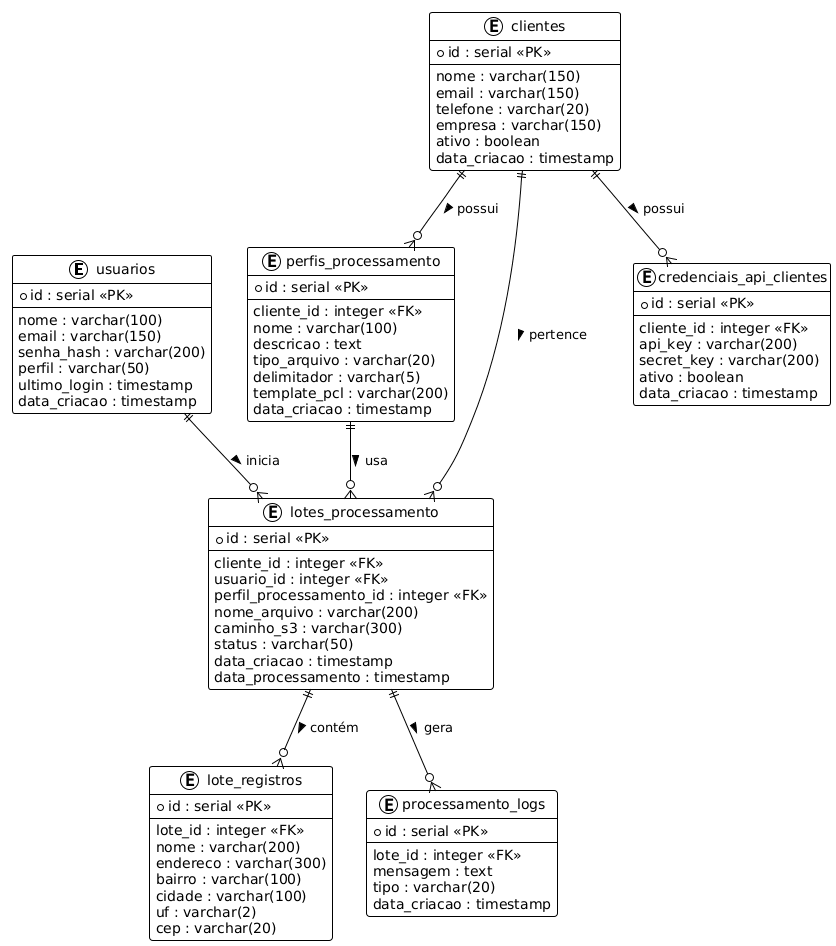 E clientes
id : serial «PK»
nome : varchar(150)
email : varchar(150)
telefone : varchar(20)
empresa : varchar(150)
ativo : boolean
data_criacao : timestamp
possui
possui
E usuarios
id : serial «PK»
nome : varchar(100)
email : varchar(150)
senha_hash : varchar(200)
perfil : varchar(50)
ultimo_login : timestamp
data_criacao : timestamp
E perfis_processamento
id : serial «PK»
cliente_id : integer «FK»
nome : varchar(100)
descricao : text
tipo_arquivo : varchar(20)
delimitador : varchar(5)
template_pcl : varchar(200)
data_criacao : timestamp
pertence
E credenciais_api_clientes
id : serial «PK»
cliente_id : integer «FK»
api_key : varchar(200)
secret_key : varchar(200)
ativo : boolean
data_criacao : timestamp
inicia
usa
E lotes_processamento
id : serial «PK»
cliente_id : integer «FK»
usuario_id : integer «FK»
perfil_processamento_id : integer «FK»
nome_arquivo : varchar(200)
caminho_s3 : varchar(300)
status : varchar(50)
data_criacao : timestamp
data_processamento : timestamp
contém
gera
E lote_registros
id : serial «PK»
lote_id : integer «FK»
nome : varchar(200)
endereco : varchar(300)
bairro : varchar(100)
cidade : varchar(100)
uf : varchar(2)
cep : varchar(20)
E processamento_logs
id : serial «PK»
lote_id : integer «FK»
mensagem : text
tipo : varchar(20)
data_criacao : timestamp